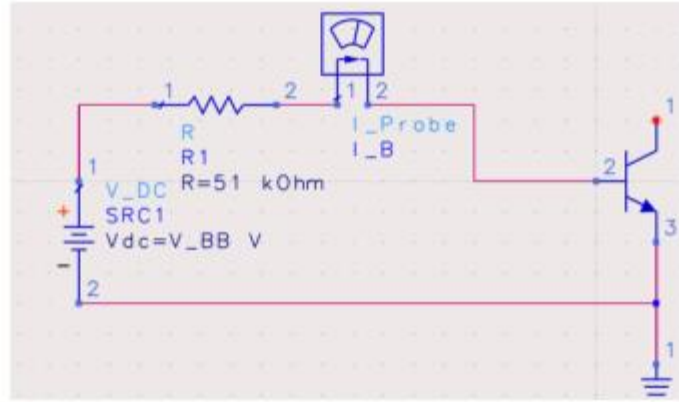 1
2
1
2
1
I_Probe
I_B
R
R1
R=51 kOhm
2
1
V_DC
SRC1
Vdc=V_BB V
+
-
3
2
1